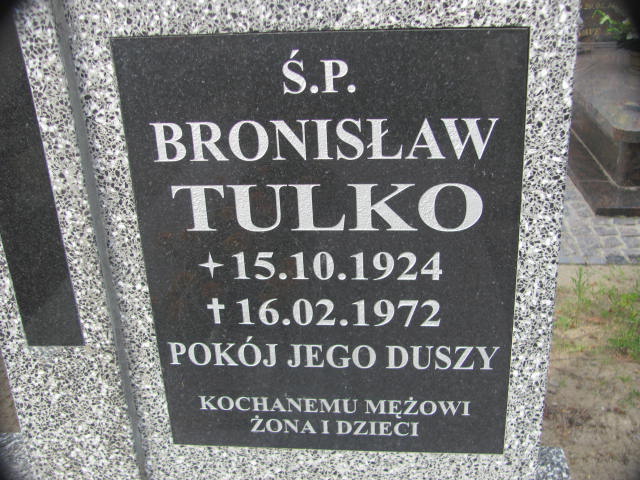 Ś.P.
BRONISŁAW
TULKO
+ 15.10.1924
† 16.02.1972
POKÓJ JEGO DUSZY
KOCHANEMU MĘŻOWI
ŻONA I DZIECI